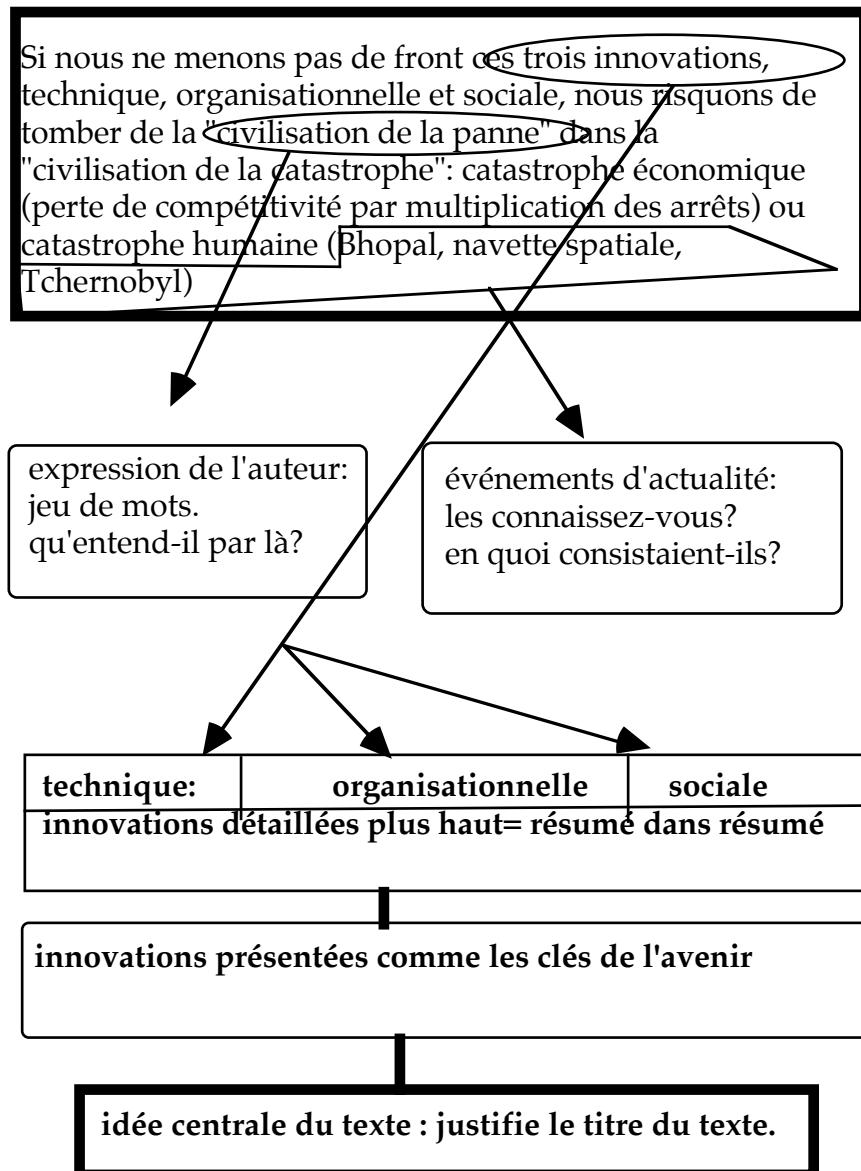 Si nous ne menons pas de front ces trois innovations,
technique, organisationnelle et sociale, nous risquons de
tomber de la "civilisation de la panne" dans la
"civilisation de la catastrophe": catastrophe économique
(perte de compétitivité par multiplication des arrêts) ou
catastrophe humaine (Bhopal, navette spatiale,
Tchernobyl)
expression de l'auteur:
jeu de mots.
qu'entend-il par là?
événements d'actualité:
les connaissez-vous?
en quoi consistaient-ils?
technique: organisationnelle sociale
innovations détaillées plus haut= résumé dans résumé
innovations présentées comme les clés de l'avenir
idée centrale du texte : justifie le titre du texte.